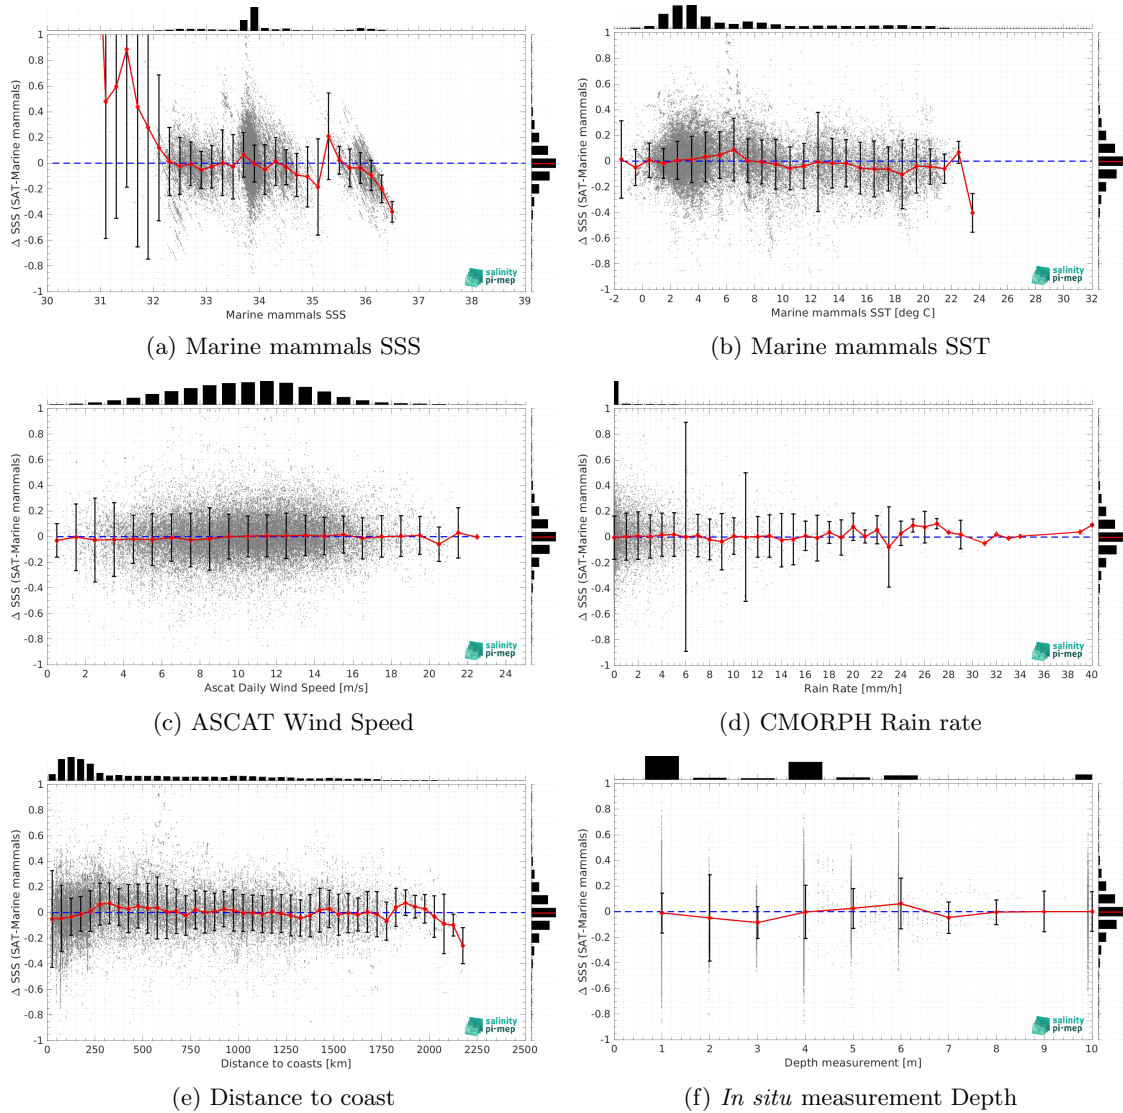 1
0.8
0.6
0.4
0.2
0
-0.2
-0.4
-0.6
-0.8
-1
Δ SSS (SAT-Marine mammals)
30 31 32 33 34 35 36 37 38 39
Marine mammals SSS
salinity
pi-mep
(a) Marine mammals SSS
1
0.8
0.6
0.4
0.2
0
-0.2
-0.4
-0.6
-0.8
-1
Δ SSS (SAT-Marine mammals)
-2 0 2 4 6 8 10 12 14 16 18 20 22 24 26 28 30 32
Marine mammals SST [deg C]
salinity
pi-mep
(b) Marine mammals SST
1
0.8
0.6
0.4
0.2
0
-0.2
-0.4
-0.6
-0.8
-1
Δ SSS (SAT-Marine mammals)
0 2 4 6 8 10 12 14 16 18 20 22 24
Ascat Daily Wind Speed [m/s]
salinity
pi-mep
(c) ASCAT Wind Speed
1
0.8
0.6
0.4
0.2
0
-0.2
-0.4
-0.6
-0.8
-1
Δ SSS (SAT-Marine mammals)
0 2 4 6 8 10 12 14 16 18 20 22 24 26 28 30 32 34 36 38 40
Rain Rate [mm/h]
salinity
pi-mep
(d) CMORPH Rain rate
1
0.8
0.6
0.4
0.2
0
-0.2
-0.4
-0.6
-0.8
-1
Δ SSS (SAT-Marine mammals)
0 250 500 750 1000 1250 1500 1750 2000 2250 2500
Distance to coasts [km]
salinity
pi-mep
(e) Distance to coast
1
0.8
0.6
0.4
0.2
0
-0.2
-0.4
-0.6
-0.8
-1
Δ SSS (SAT-Marine mammals)
0 1 2 3 4 5 6 7 8 9 10
Depth measurement [m]
salinity
pi-mep
(f) In situ measurement Depth